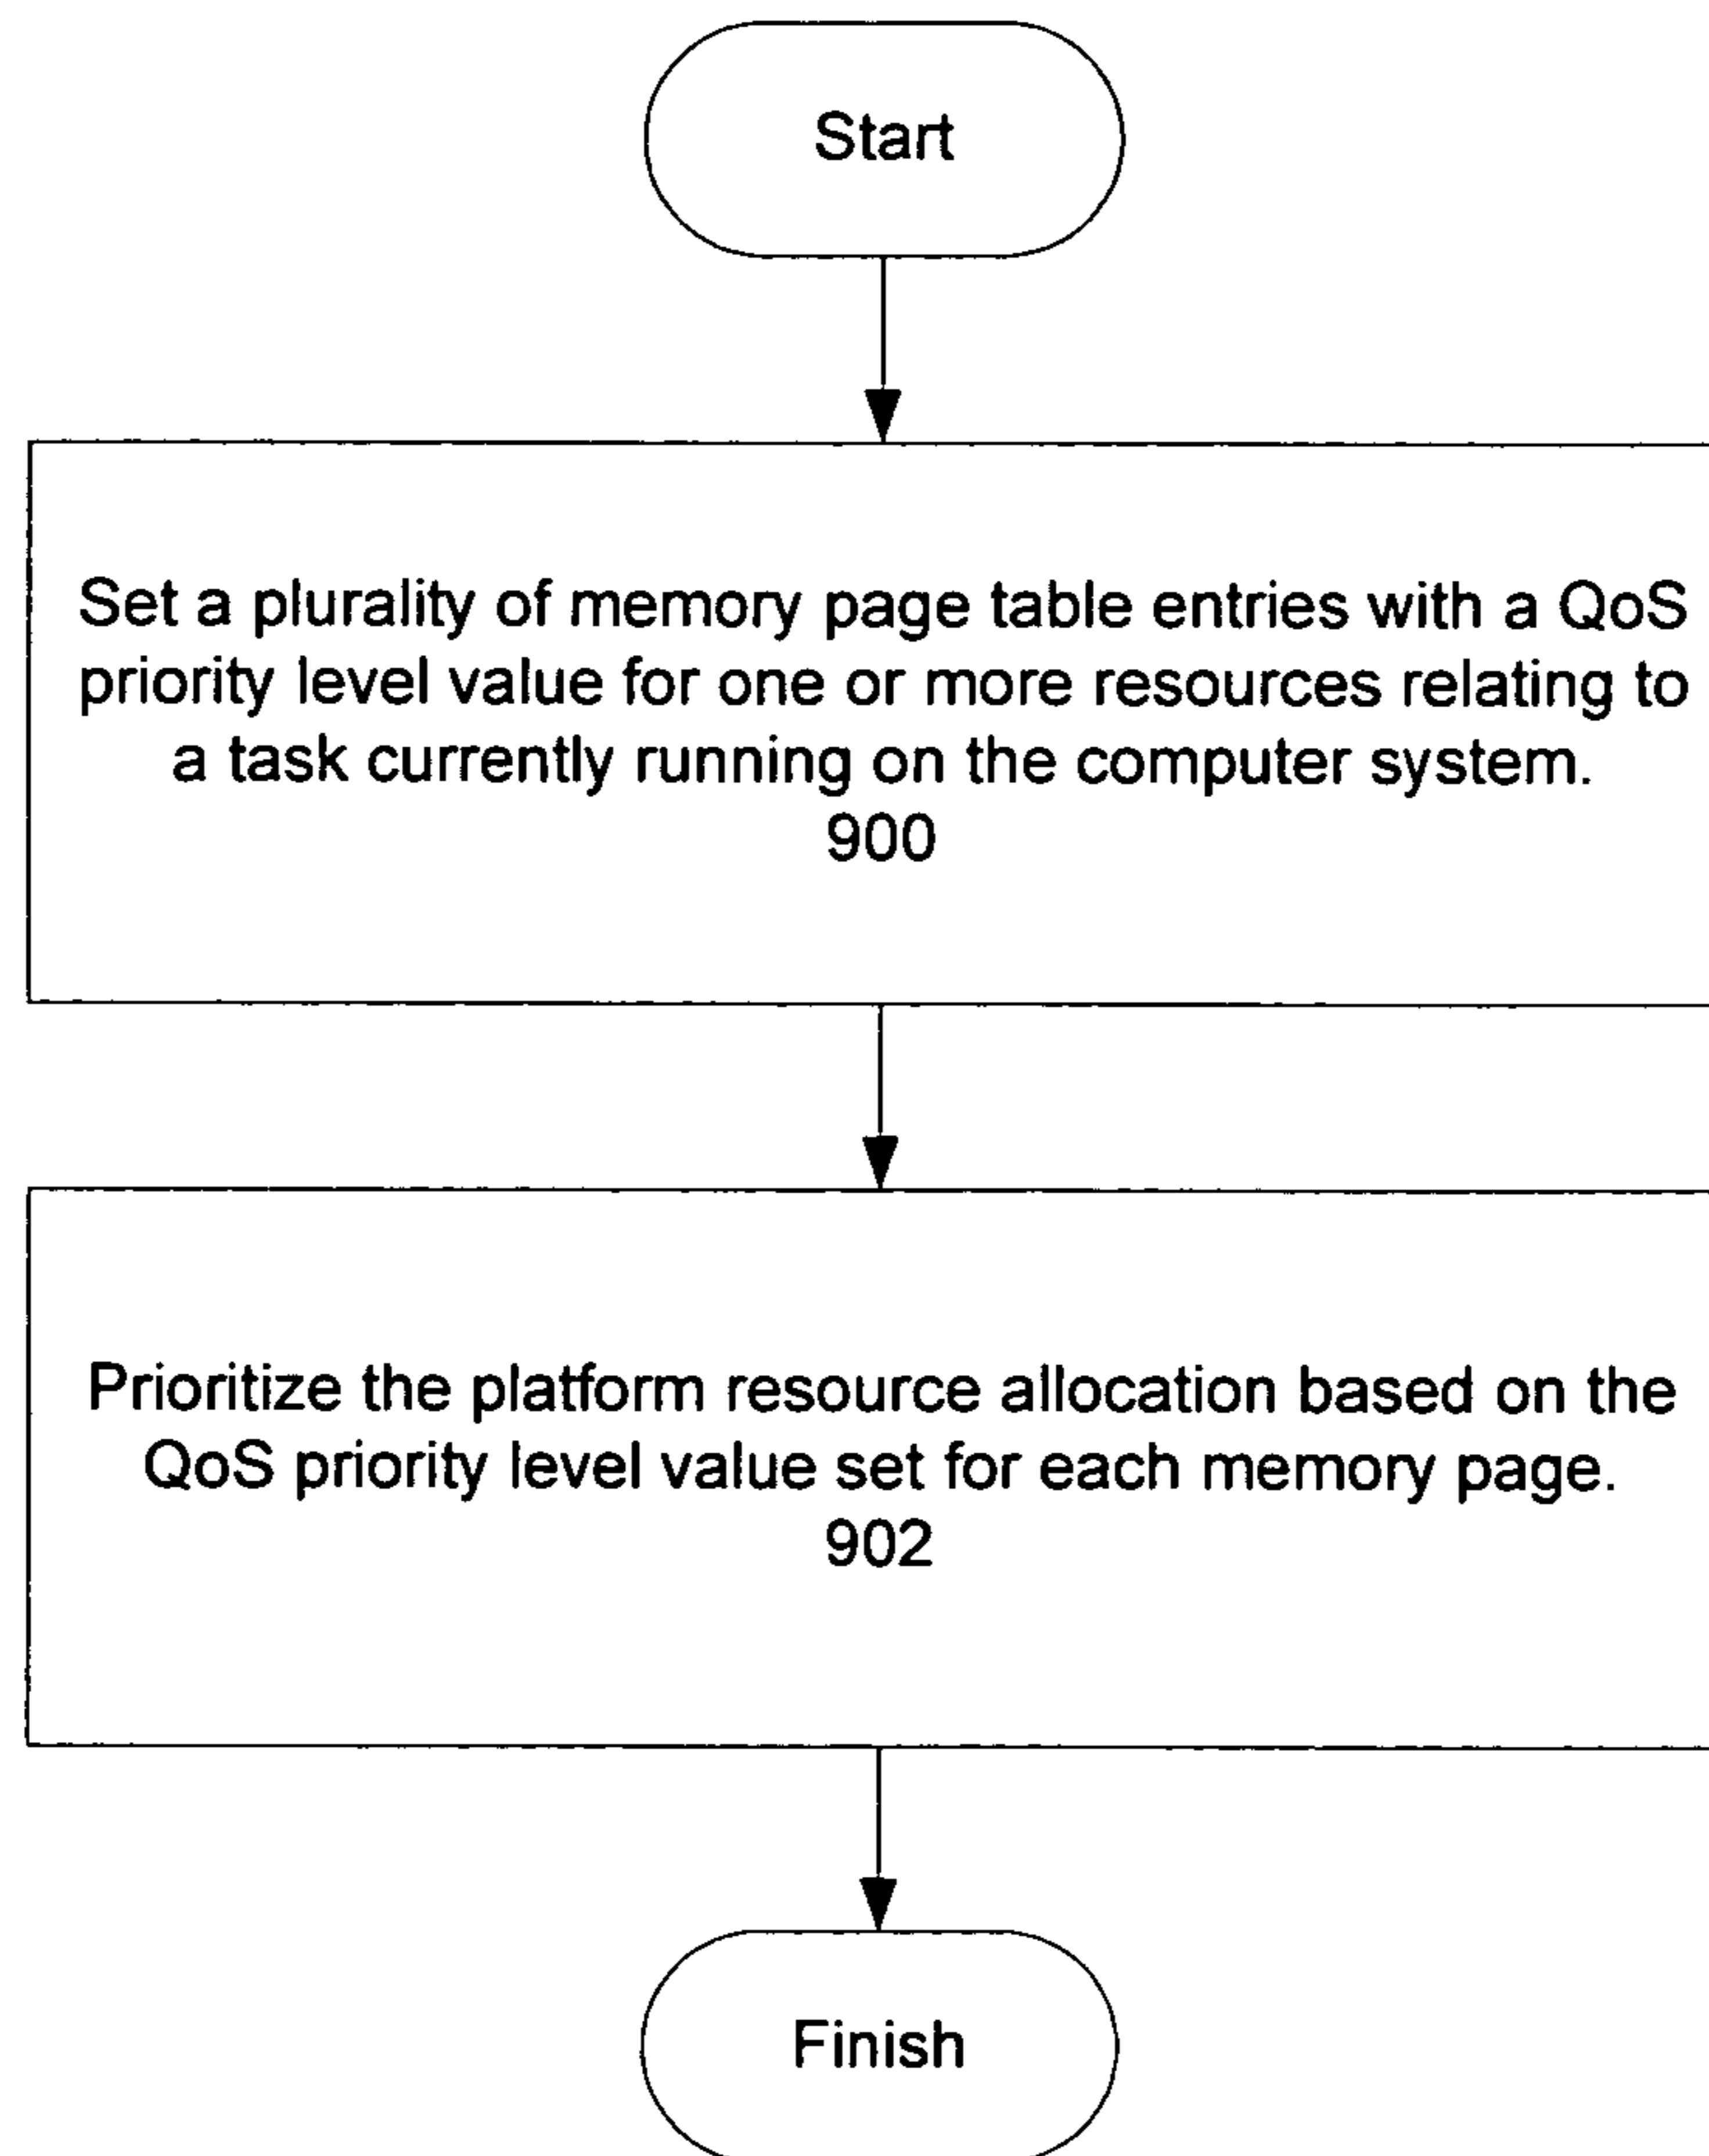 Start
Set a plurality of memory page table entries with a QoS
priority level value for one or more resources relating to
a task currently running on the computer system.
900
Prioritize the platform resource allocation based on the
QoS priority level value set for each memory page.
902
Finish